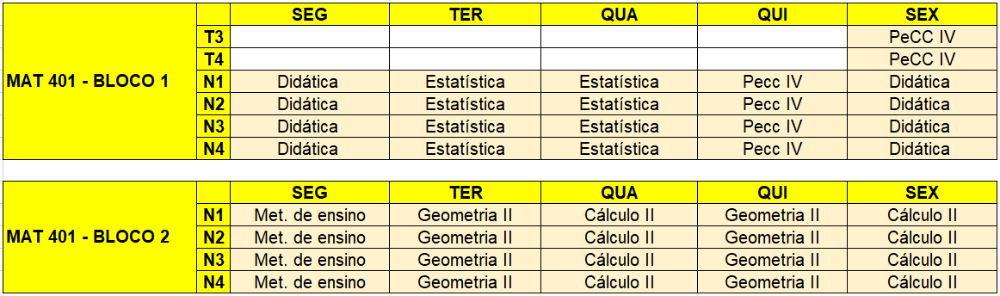 SEG TER QUA QUI SEX
T3 PeCC IV
T4 PeCC IV
MAT 401 - BLOCO 1
N1 Didática Estatística Estatística Pecc IV Didática
N2 Didática Estatística Estatística Pecc IV Didática
N3 Didática Estatística Estatística Pecc IV Didática
N4 Didática Estatística Estatística Pecc IV Didática
SEG TER QUA QUI SEX
MAT 401 - BLOCO 2
N1 Met. de ensino Geometria II Cálculo II Geometria II Cálculo II
N2 Met. de ensino Geometria II Cálculo II Geometria II Cálculo II
N3 Met. de ensino Geometria II Cálculo II Geometria II Cálculo II
N4 Met. de ensino Geometria II Cálculo II Geometria II Cálculo II